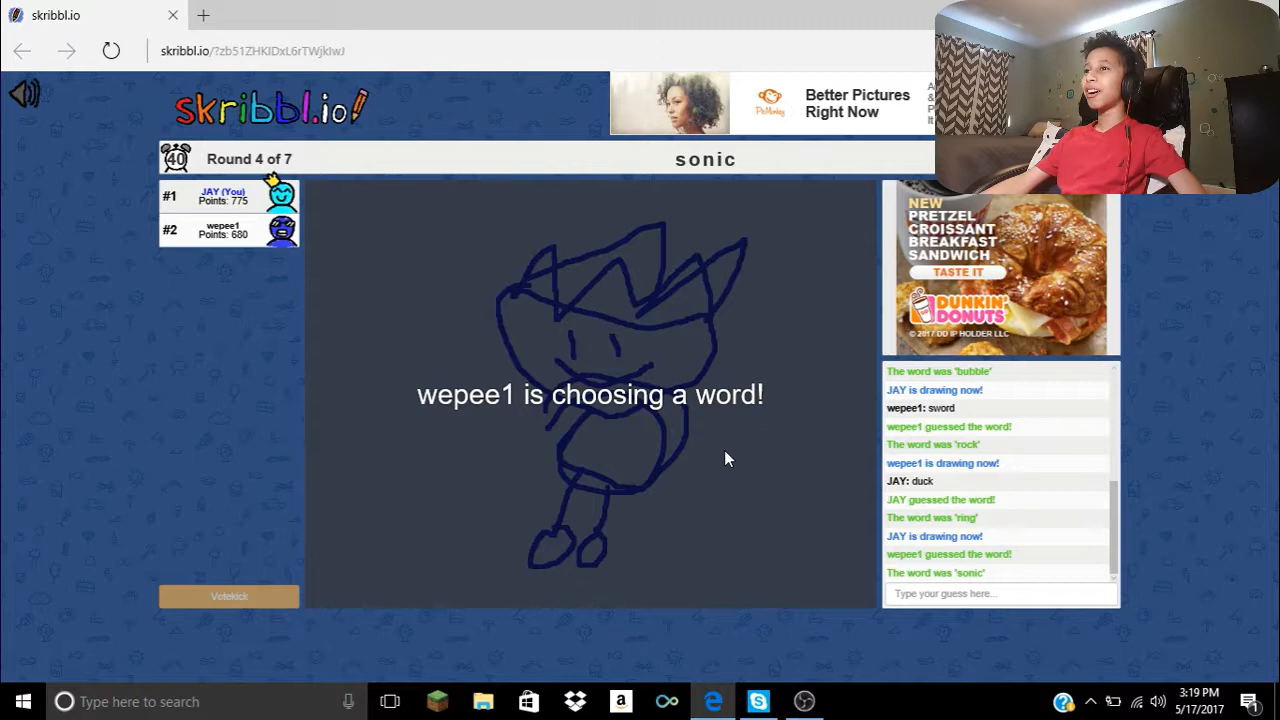 skribbl.io
skribbl.io/?zb51ZHKIDxL6rTWjkIwJ
skribbl.io
PicMonkey
Better Pictures
Right Now
40
Round 4 of 7
sonic
#1
JAY (You)
Points: 775
#2
wepee1
Points: 680
wepee1 is choosing a word!
Votekick
NEW
PRETZEL
CROISSANT
BREAKFAST
SANDWICH
TASTE IT
DUNKIN'
DONUTS
© 2017 DD IP HOLDER LLC
The word was 'bubble'
JAY is drawing now!
wepee1: sword
wepee1 guessed the word!
The word was 'rock'
wepee1 is drawing now!
JAY: duck
JAY guessed the word!
The word was 'ring'
JAY is drawing now!
wepee1 guessed the word!
The word was 'sonic'
Type your guess here...
Type here to search
3:19 PM
5/17/2017